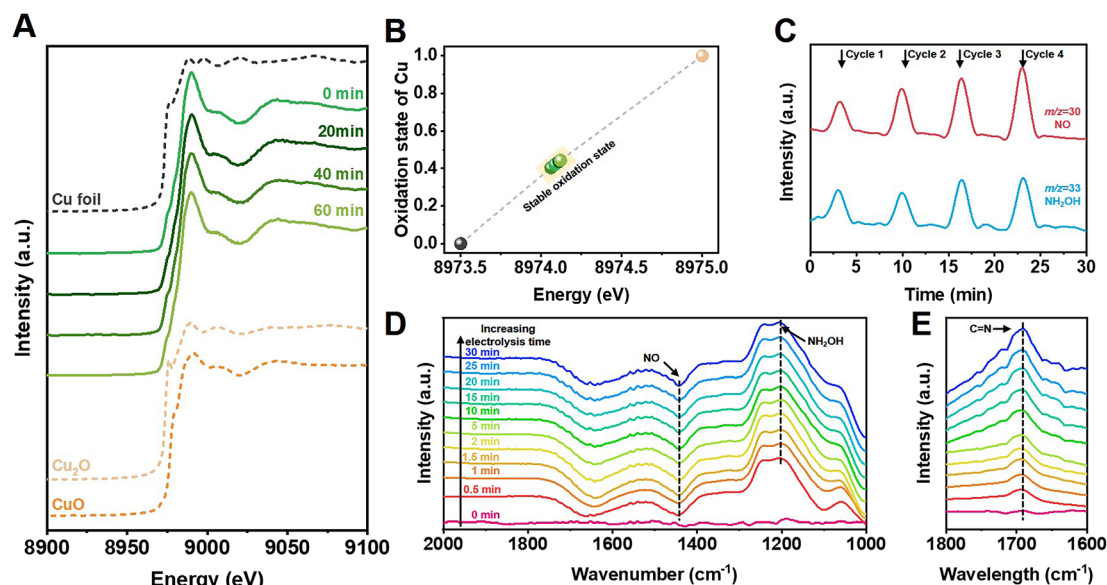 A
Intensity (a.u.)
Cu foil
0 min
20min
40 min
60 min
Cu₂O
CuO
8900
8950
9000
9050
9100
Energy (eV)
B
Oxidation state of Cu
1.0
0.8
0.6
0.4
0.2
0.0
Stable oxidation state
8973.5
8974.0
8974.5
8975.0
Energy (eV)
C
Intensity (a.u.)
Cycle 1
Cycle 2
Cycle 3
Cycle 4
m/z=30
NO
m/z=33
NH₂OH
0
5
10
15
20
25
30
Time (min)
D
Intensity (a.u.)
Increasing
electrolysis time
30 min
25 min
20 min
15 min
10 min
5 min
2 min
1.5 min
1 min
0.5 min
0 min
NO
NH₂OH
2000
1800
1600
1400
1200
1000
Wavenumber (cm⁻¹)
E
Intensity (a.u.)
C=N
1800
1700
1600
Wavelength (cm⁻¹)